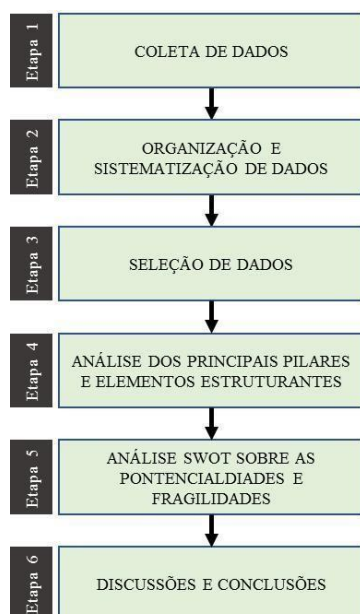 Etapa 1
COLETA DE DADOS
Etapa 2
ORGANIZAÇÃO E
SISTEMATIZAÇÃO DE DADOS
Etapa 3
SELEÇÃO DE DADOS
Etapa 4
ANÁLISE DOS PRINCIPAIS PILARES
E ELEMENTOS ESTRUTURANTES
Etapa 5
ANÁLISE SWOT SOBRE AS
PONTENCIALDIADES E
FRAGILIDADES
Etapa 6
DISCUSSÕES E CONCLUSÕES